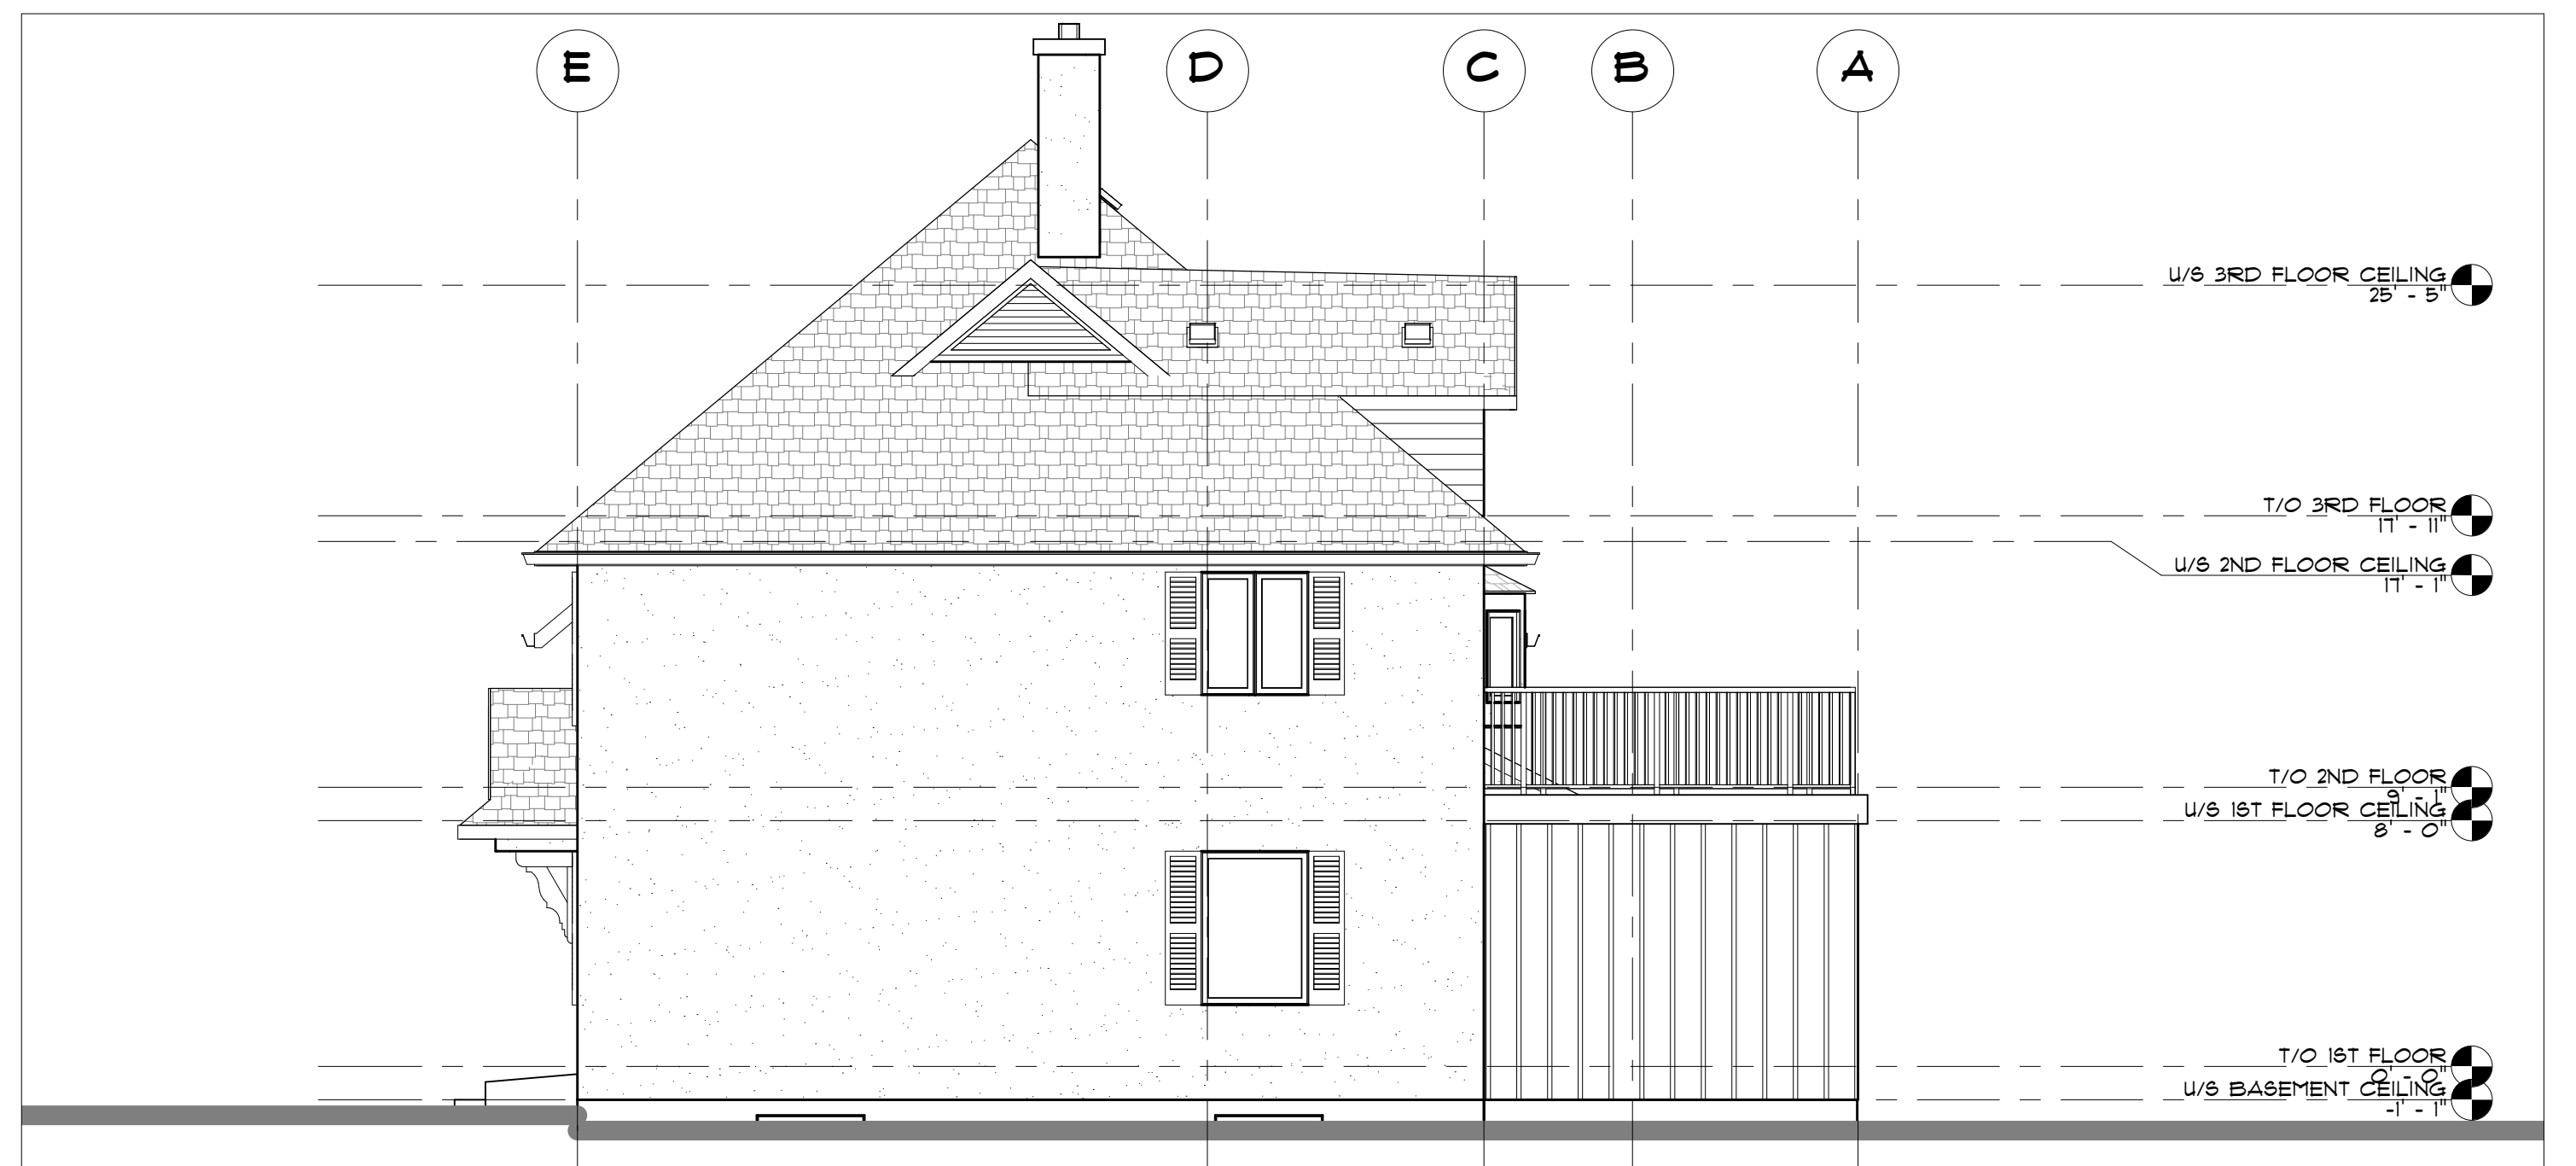 E D C B A
U/S 3RD FLOOR CEILING
25' - 5"
T/O 3RD FLOOR
17' - 11"
U/S 2ND FLOOR CEILING
17' - 1"
T/O 2ND FLOOR
9' - 1"
U/S 1ST FLOOR CEILING
8' - 0"
T/O 1ST FLOOR
0' - 0"
U/S BASEMENT CEILING
-1' - 1"